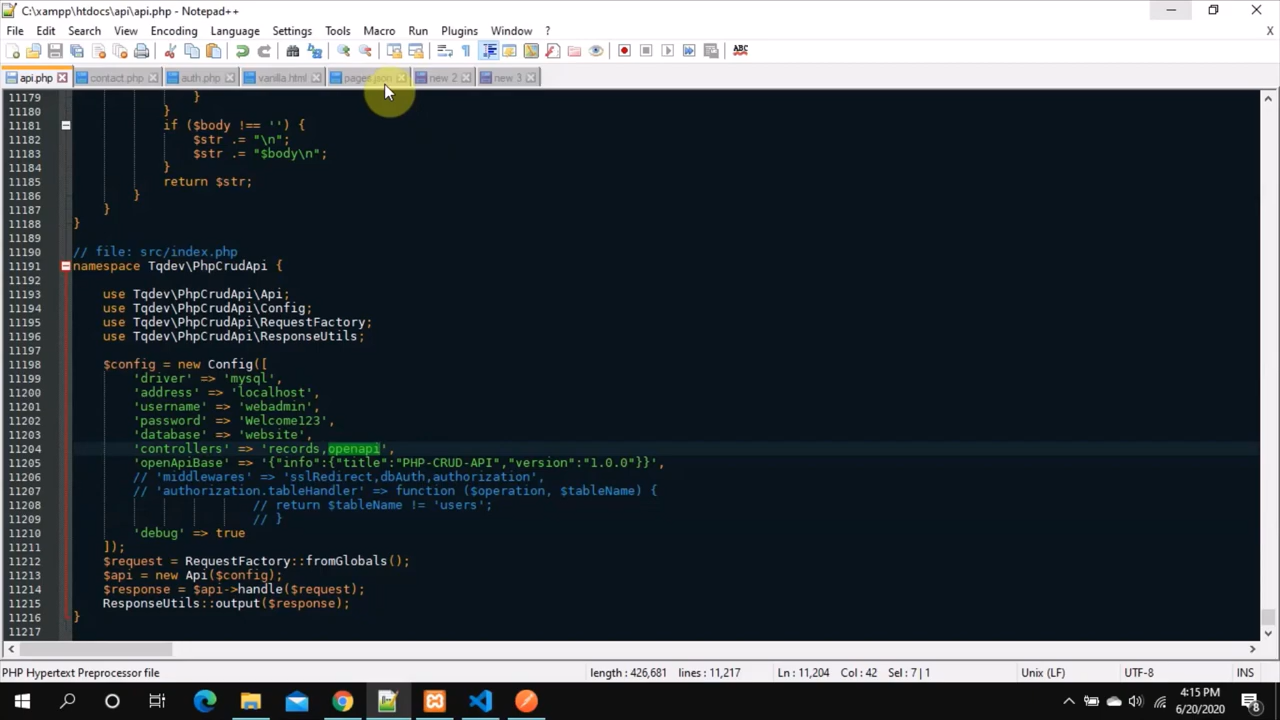 C:\xampp\htdocs\api\api.php - Notepad++
File Edit Search View Encoding Language Settings Tools Macro Run Plugins Window ? X
api.php contact.php auth.php vanilla.html pages.json new 2 new 3
11179 }
11180 }
11181 if ($body !== '') {
11182 $str .= "\n";
11183 $str .= "$body\n";
11184 }
11185 return $str;
11186 }
11187 }
11188 }
11189
11190 // file: src/index.php
11191 namespace Tqdev\PhpCrudApi {
11192
11193 use Tqdev\PhpCrudApi\Api;
11194 use Tqdev\PhpCrudApi\Config;
11195 use Tqdev\PhpCrudApi\RequestFactory;
11196 use Tqdev\PhpCrudApi\ResponseUtils;
11197
11198 $config = new Config([
11199 'driver' => 'mysql',
11200 'address' => 'localhost',
11201 'username' => 'webadmin',
11202 'password' => 'Welcome123',
11203 'database' => 'website',
11204 'controllers' => 'records,openapi',
11205 'openApiBase' => '{"info":{"title":"PHP-CRUD-API","version":"1.0.0"}}',
11206 // 'middlewares' => 'sslRedirect,dbAuth,authorization',
11207 // 'authorization.tableHandler' => function ($operation, $tableName) {
11208 // return $tableName != 'users';
11209 // }
11210 'debug' => true
11211 ]);
11212 $request = RequestFactory::fromGlobals();
11213 $api = new Api($config);
11214 $response = $api->handle($request);
11215 ResponseUtils::output($response);
11216 }
11217
PHP Hypertext Preprocessor file length : 426,681 lines : 11,217 Ln : 11,204 Col : 42 Sel : 7 | 1 Unix (LF) UTF-8 INS
4:15 PM
6/20/2020
8